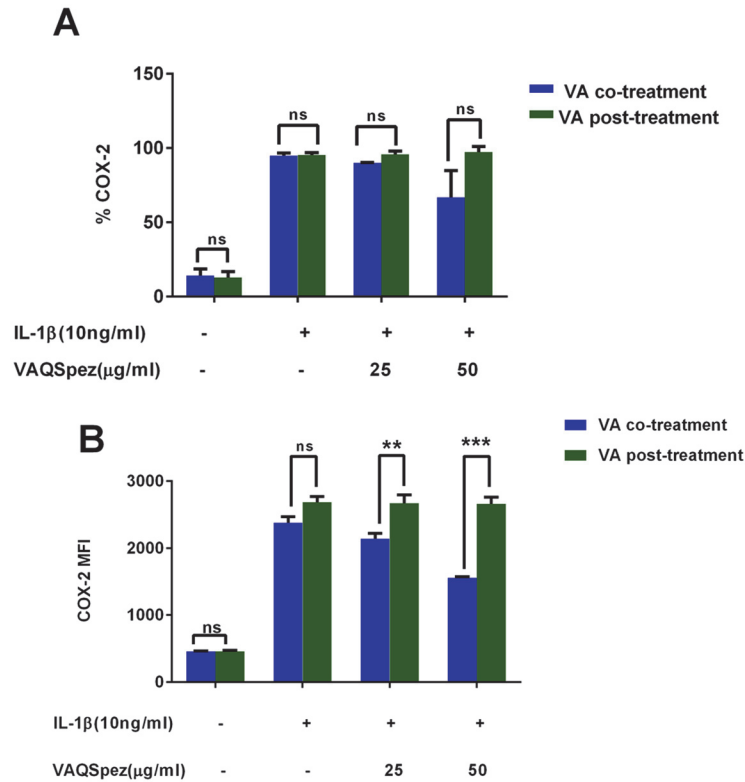 A
VA co-treatment
VA post-treatment
% COX-2
150
100
50
0
ns
ns
ns
ns
IL-1β(10ng/ml) - + + +
VAQSpez(μg/ml) - - 25 50
B
VA co-treatment
VA post-treatment
COX-2 MFI
3000
2000
1000
0
ns
ns
**
***
IL-1β(10ng/ml) - + + +
VAQSpez(μg/ml) - - 25 50